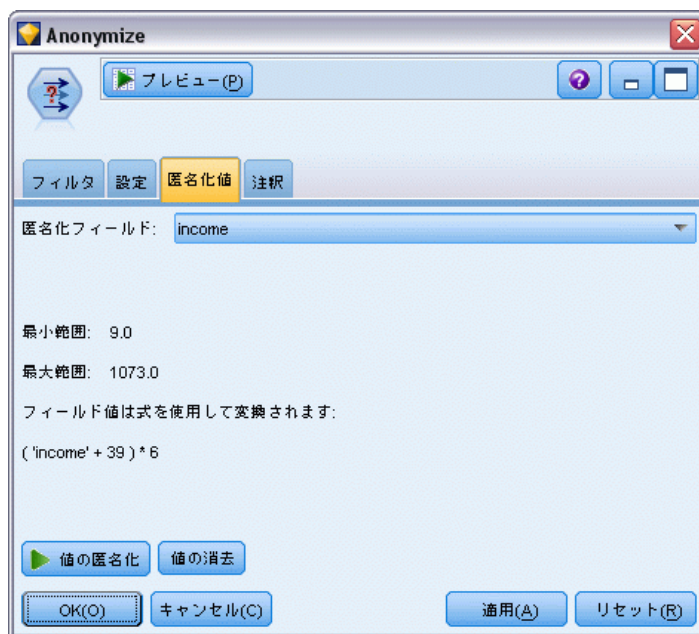 Anonymize
プレビュー(P)
フィルタ 設定 匿名化値 注釈
匿名化フィールド: income
最小範囲: 9.0
最大範囲: 1073.0
フィールド値は式を使用して変換されます:
( 'income' + 39 ) * 6
値の匿名化 値の消去
OK(O) キャンセル(C) 適用(A) リセット(R)